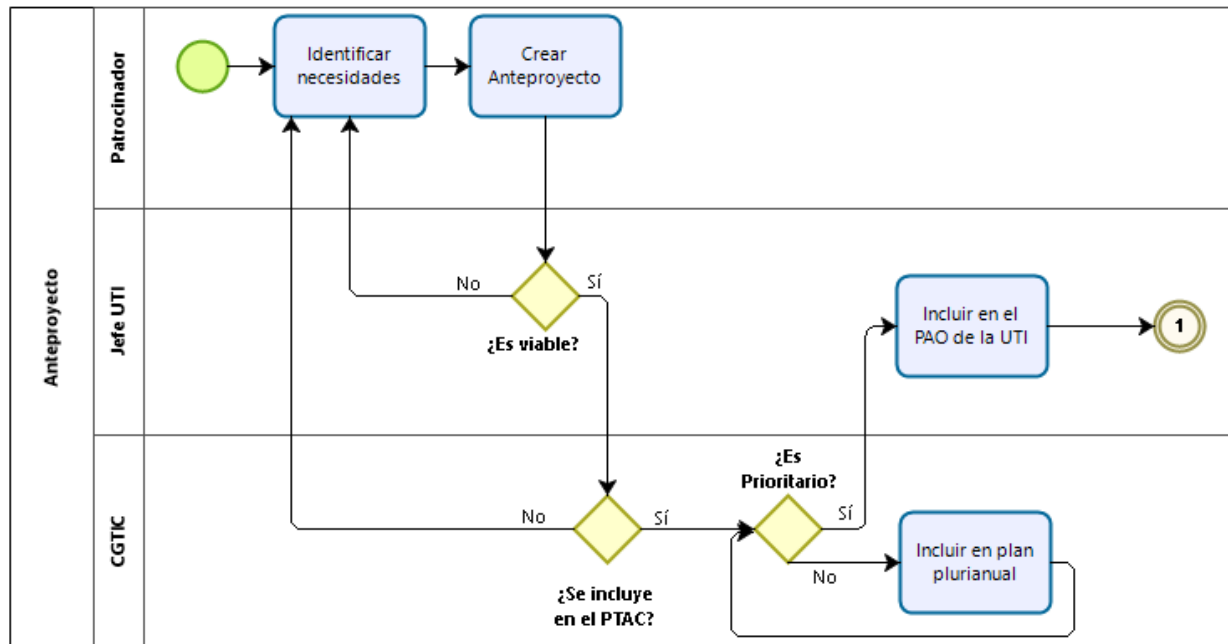 Anteproyecto
Patrocinador
Identificar
necesidades
Crear
Anteproyecto
Jefe UTI
No
Sí
¿Es viable?
Incluir en el
PAO de la UTI
1
CGTIC
No
Sí
¿Se incluye
en el PTAC?
¿Es
Prioritario?
Sí
No
Incluir en plan
plurianual